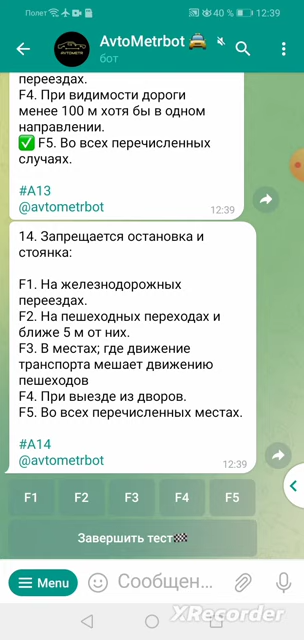 Полет
40 %
12:39
AvtoMetrbot 🚖
бот
переездах.
F4. При видимости дороги
менее 100 м хотя бы в одном
направлении.
✅ F5. Во всех перечисленных
случаях.
#A13
@avtometrbot
12:39
14. Запрещается остановка и
стоянка:
F1. На железнодорожных
переездах.
F2. На пешеходных переходах и
ближе 5 м от них.
F3. В местах; где движение
транспорта мешает движению
пешеходов
F4. При выезде из дворов.
F5. Во всех перечисленных местах.
#A14
@avtometrbot
12:39
F1 F2 F3 F4 F5
Завершить тест🏁
Menu
Сообщен...
XRecorder